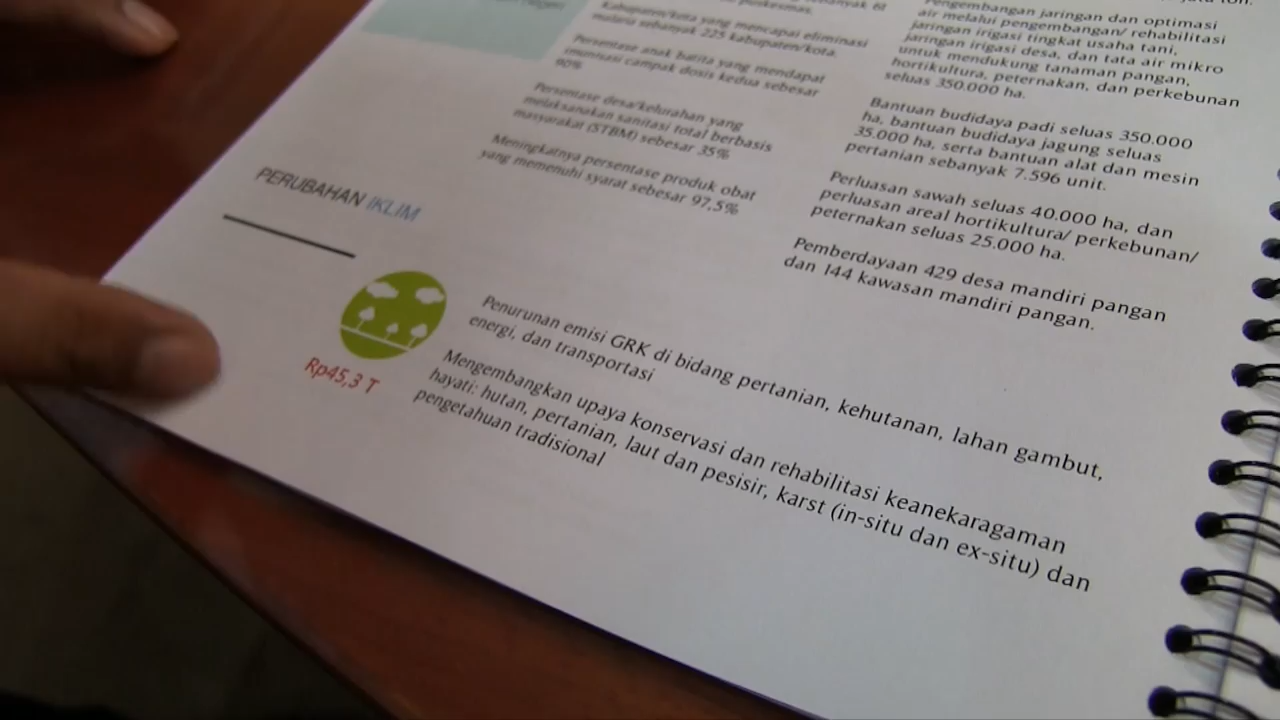 Kabupaten/kota yang mencapai eliminasi
malaria sebanyak 225 kabupaten/kota.
Persentase anak batita yang mendapat
imunisasi campak dosis kedua sebesar
60%
Persentase desa/kelurahan yang
melaksanakan sanitasi total berbasis
masyarakat (STBM) sebesar 35%
Meningkatnya persentase produk obat
yang memenuhi syarat sebesar 97,5%
Pengembangan jaringan dan optimasi
air melalui pengembangan/ rehabilitasi
jaringan irigasi tingkat usaha tani,
jaringan irigasi desa, dan tata air mikro
untuk mendukung tanaman pangan,
hortikultura, peternakan, dan perkebunan
seluas 350.000 ha.
Bantuan budidaya padi seluas 350.000
ha, bantuan budidaya jagung seluas
35.000 ha, serta bantuan alat dan mesin
pertanian sebanyak 7.596 unit.
Perluasan sawah seluas 40.000 ha, dan
perluasan areal hortikultura/ perkebunan/
peternakan seluas 25.000 ha.
Pemberdayaan 429 desa mandiri pangan
dan 144 kawasan mandiri pangan.
PERUBAHAN IKLIM
Rp45,3 T
Penurunan emisi GRK di bidang pertanian, kehutanan, lahan gambut,
energi, dan transportasi
Mengembangkan upaya konservasi dan rehabilitasi keanekaragaman
hayati: hutan, pertanian, laut dan pesisir, karst (in-situ dan ex-situ) dan
pengetahuan tradisional